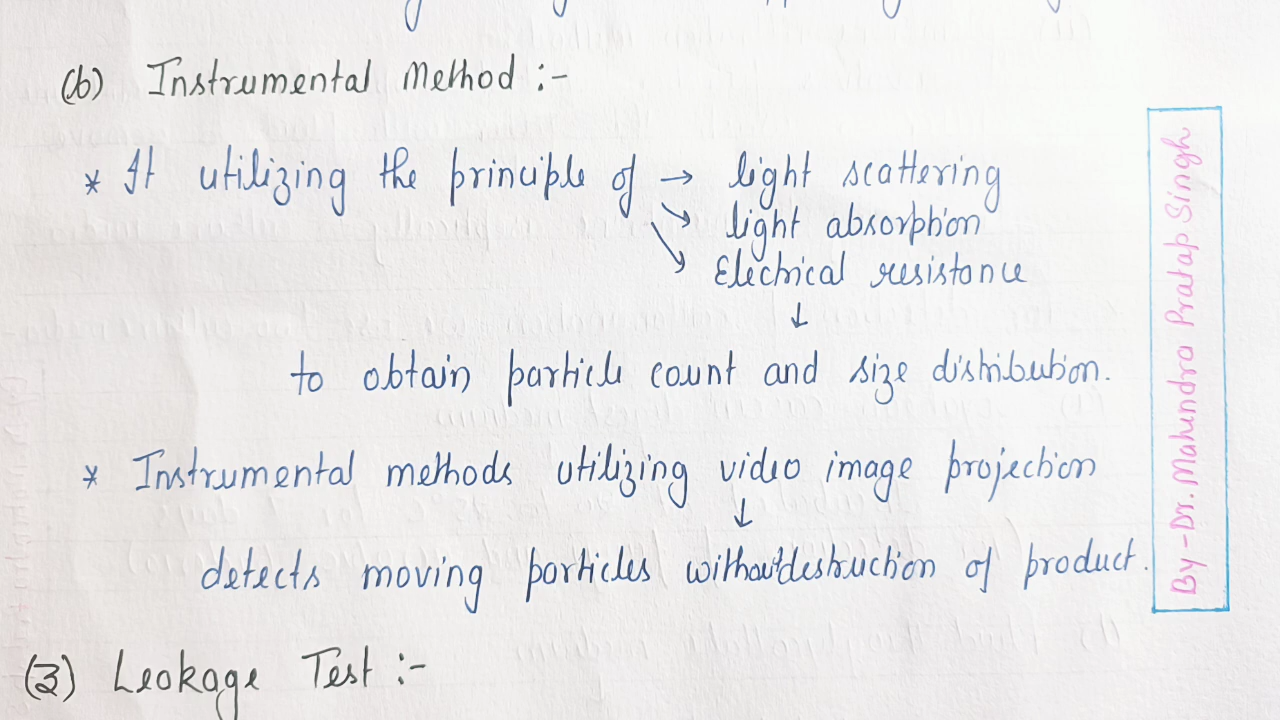 (b) Instrumental Method :-
* It utilizing the principle of → light scattering
↘ light absorption
↘ Electrical resistance
↓
to obtain particle count and size distribution.
* Instrumental methods utilizing video image projection
↓
detects moving particles without destruction of product.
(3) Leakage Test :-
By - Dr. Mahendra Pratap Singh